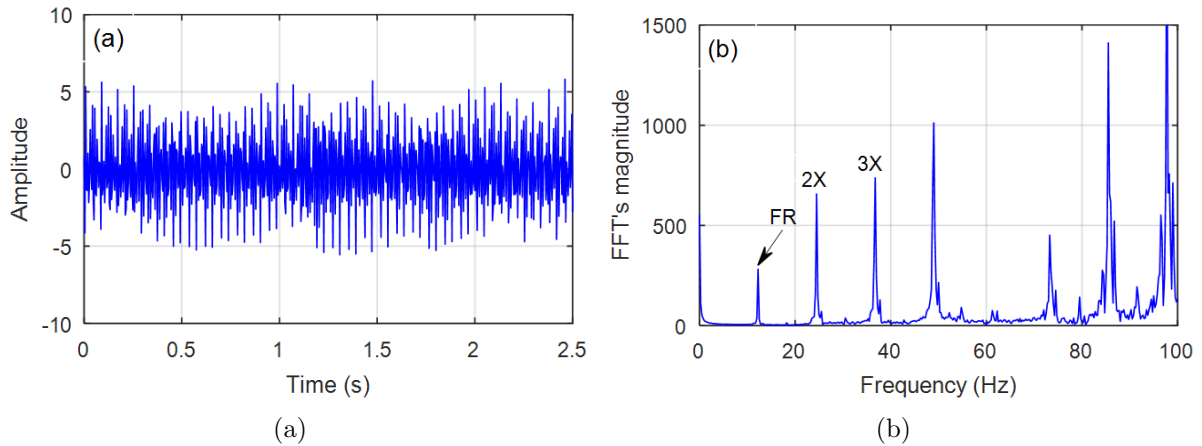 (a)
10
5
0
-5
-10
Amplitude
0 0.5 1 1.5 2 2.5
Time (s)
(a)
(b)
1500
1000
500
0
FFT's magnitude
FR
2X
3X
0 20 40 60 80 100
Frequency (Hz)
(b)